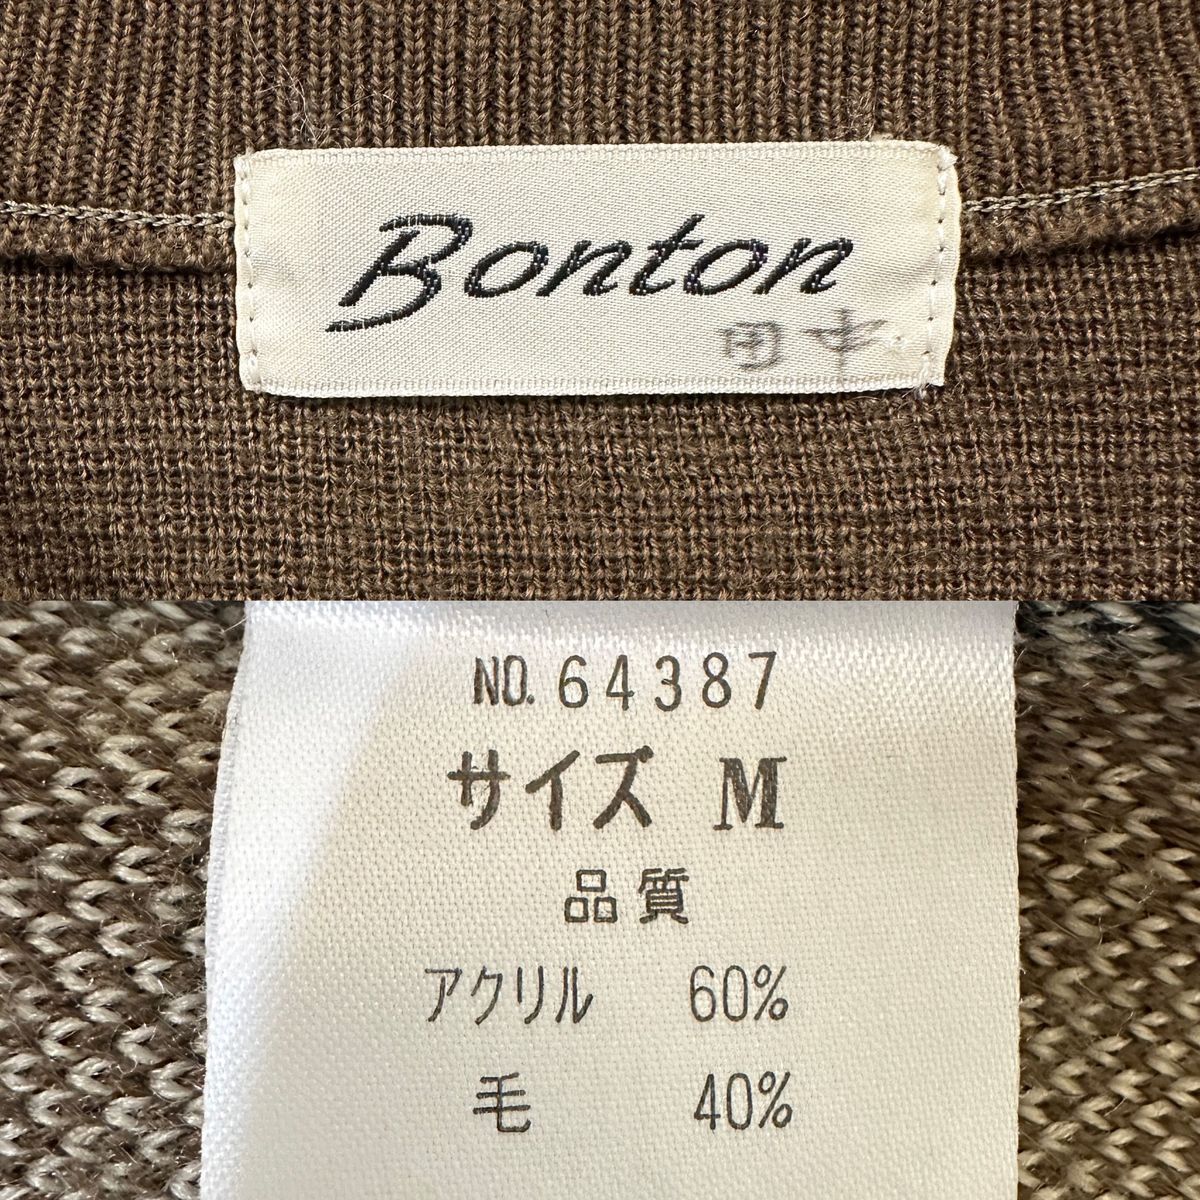 Bonton
田中
NO.64387
サイズ M
品質
アクリル 60%
毛 40%